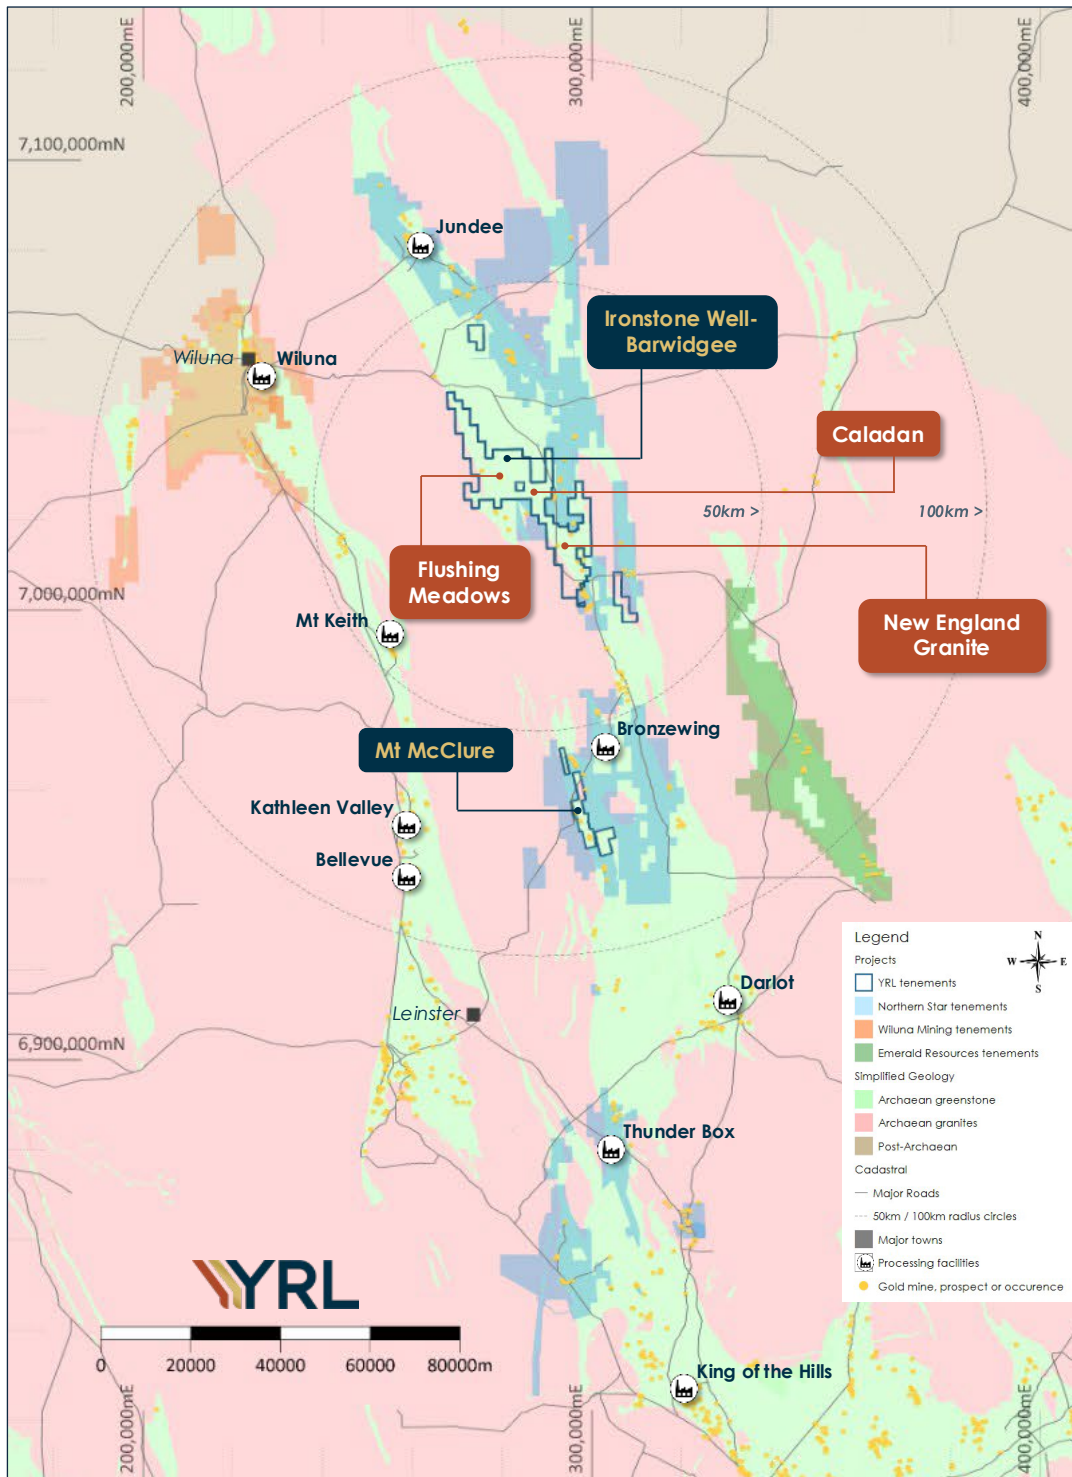 200,000mE
300,000mE
400,000mE
7,100,000mN
Jundee
Ironstone Well-
Barwidgee
Wiluna
Wiluna
Caladan
50km >
100km >
Flushing
Meadows
7,000,000mN
Mt Keith
New England
Granite
Bronzewing
Mt McClure
Kathleen Valley
Bellevue
Legend
Projects
YRL tenements
Northern Star tenements
Wiluna Mining tenements
Emerald Resources tenements
Simplified Geology
Archaean greenstone
Archaean granites
Post-Archaean
Cadastral
Major Roads
50km / 100km radius circles
Major towns
Processing facilities
Gold mine, prospect or occurence
N
W
E
S
Darlot
Leinster
6,900,000mN
Thunder Box
YRL
0
20000
40000
60000
80000m
King of the Hills
200,000mE
300,000mE
400,000mE